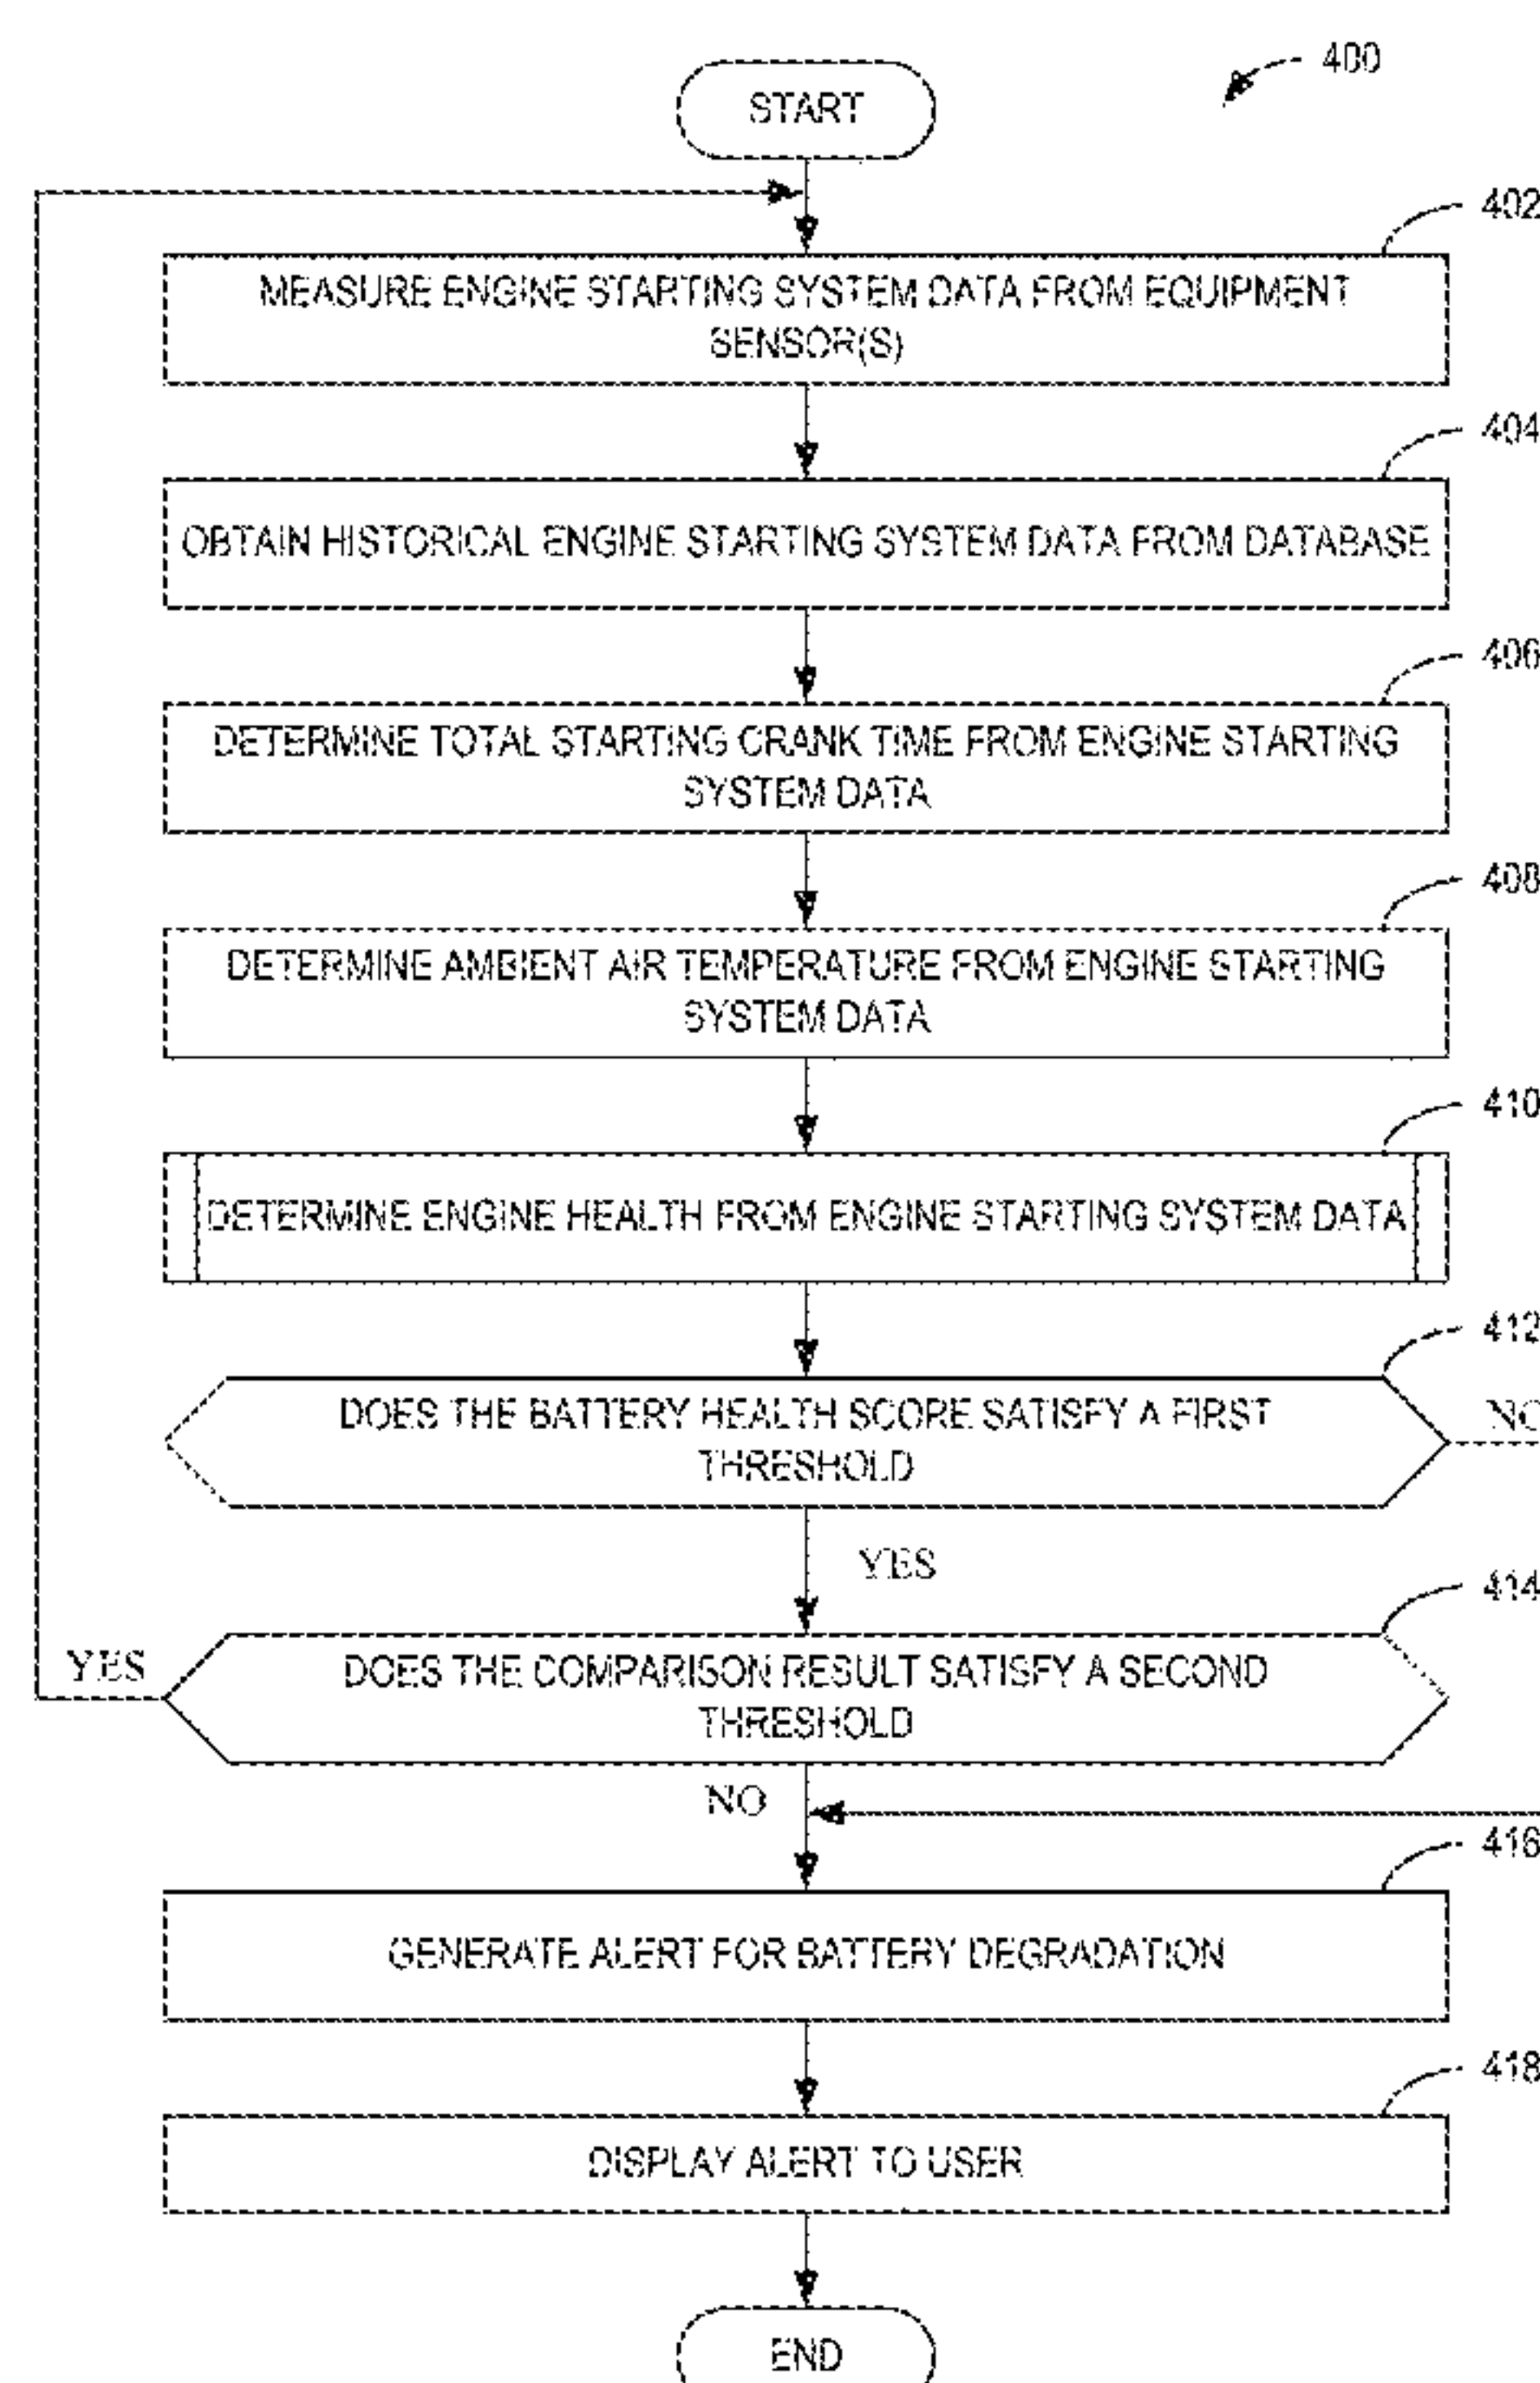 400
START
402
MEASURE ENGINE STARTING SYSTEM DATA FROM EQUIPMENT
SENSOR(S)
404
OBTAIN HISTORICAL ENGINE STARTING SYSTEM DATA FROM DATABASE
406
DETERMINE TOTAL STARTING CRANK TIME FROM ENGINE STARTING
SYSTEM DATA
408
DETERMINE AMBIENT AIR TEMPERATURE FROM ENGINE STARTING
SYSTEM DATA
410
DETERMINE ENGINE HEALTH FROM ENGINE STARTING SYSTEM DATA
412
DOES THE BATTERY HEALTH SCORE SATISFY A FIRST
THRESHOLD
NO
YES
414
DOES THE COMPARISON RESULT SATISFY A SECOND
THRESHOLD
YES
NO
416
GENERATE ALERT FOR BATTERY DEGRADATION
418
DISPLAY ALERT TO USER
END